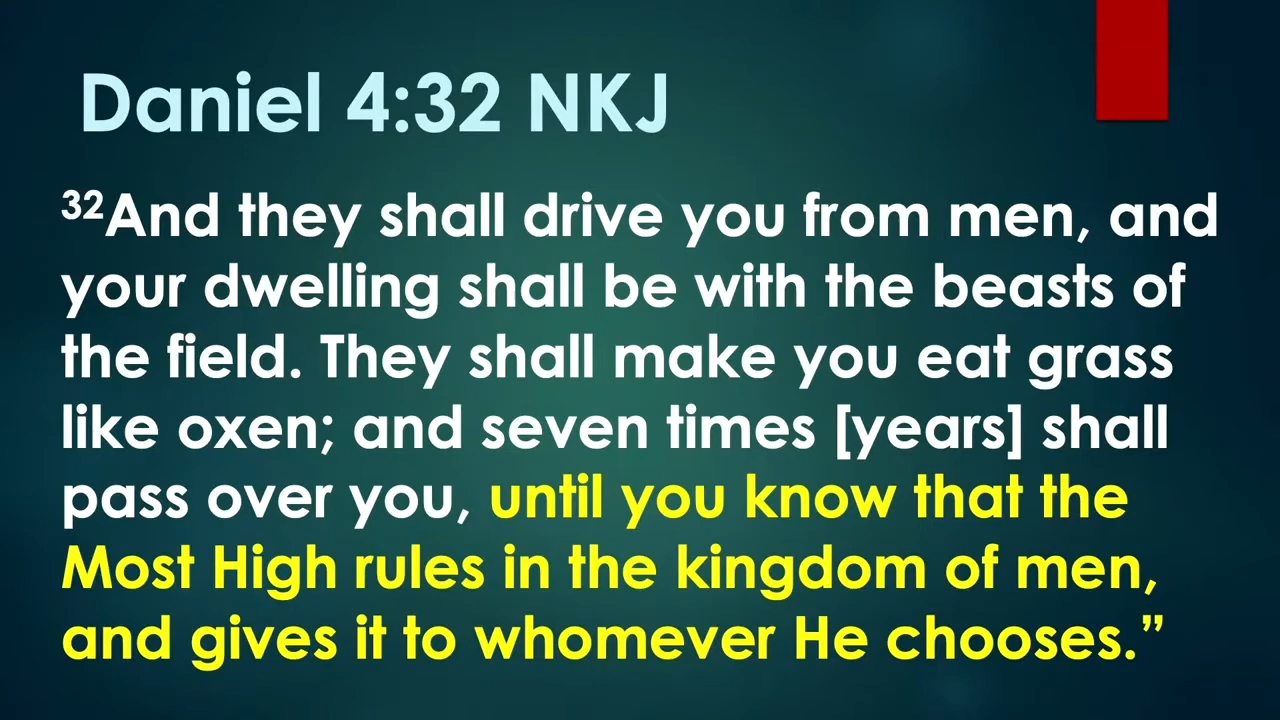 Daniel 4:32 NKJ
³²And they shall drive you from men, and
your dwelling shall be with the beasts of
the field. They shall make you eat grass
like oxen; and seven times [years] shall
pass over you, until you know that the
Most High rules in the kingdom of men,
and gives it to whomever He chooses.”